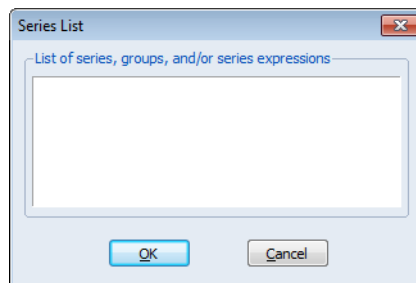 Series List
List of series, groups, and/or series expressions
OK
Cancel